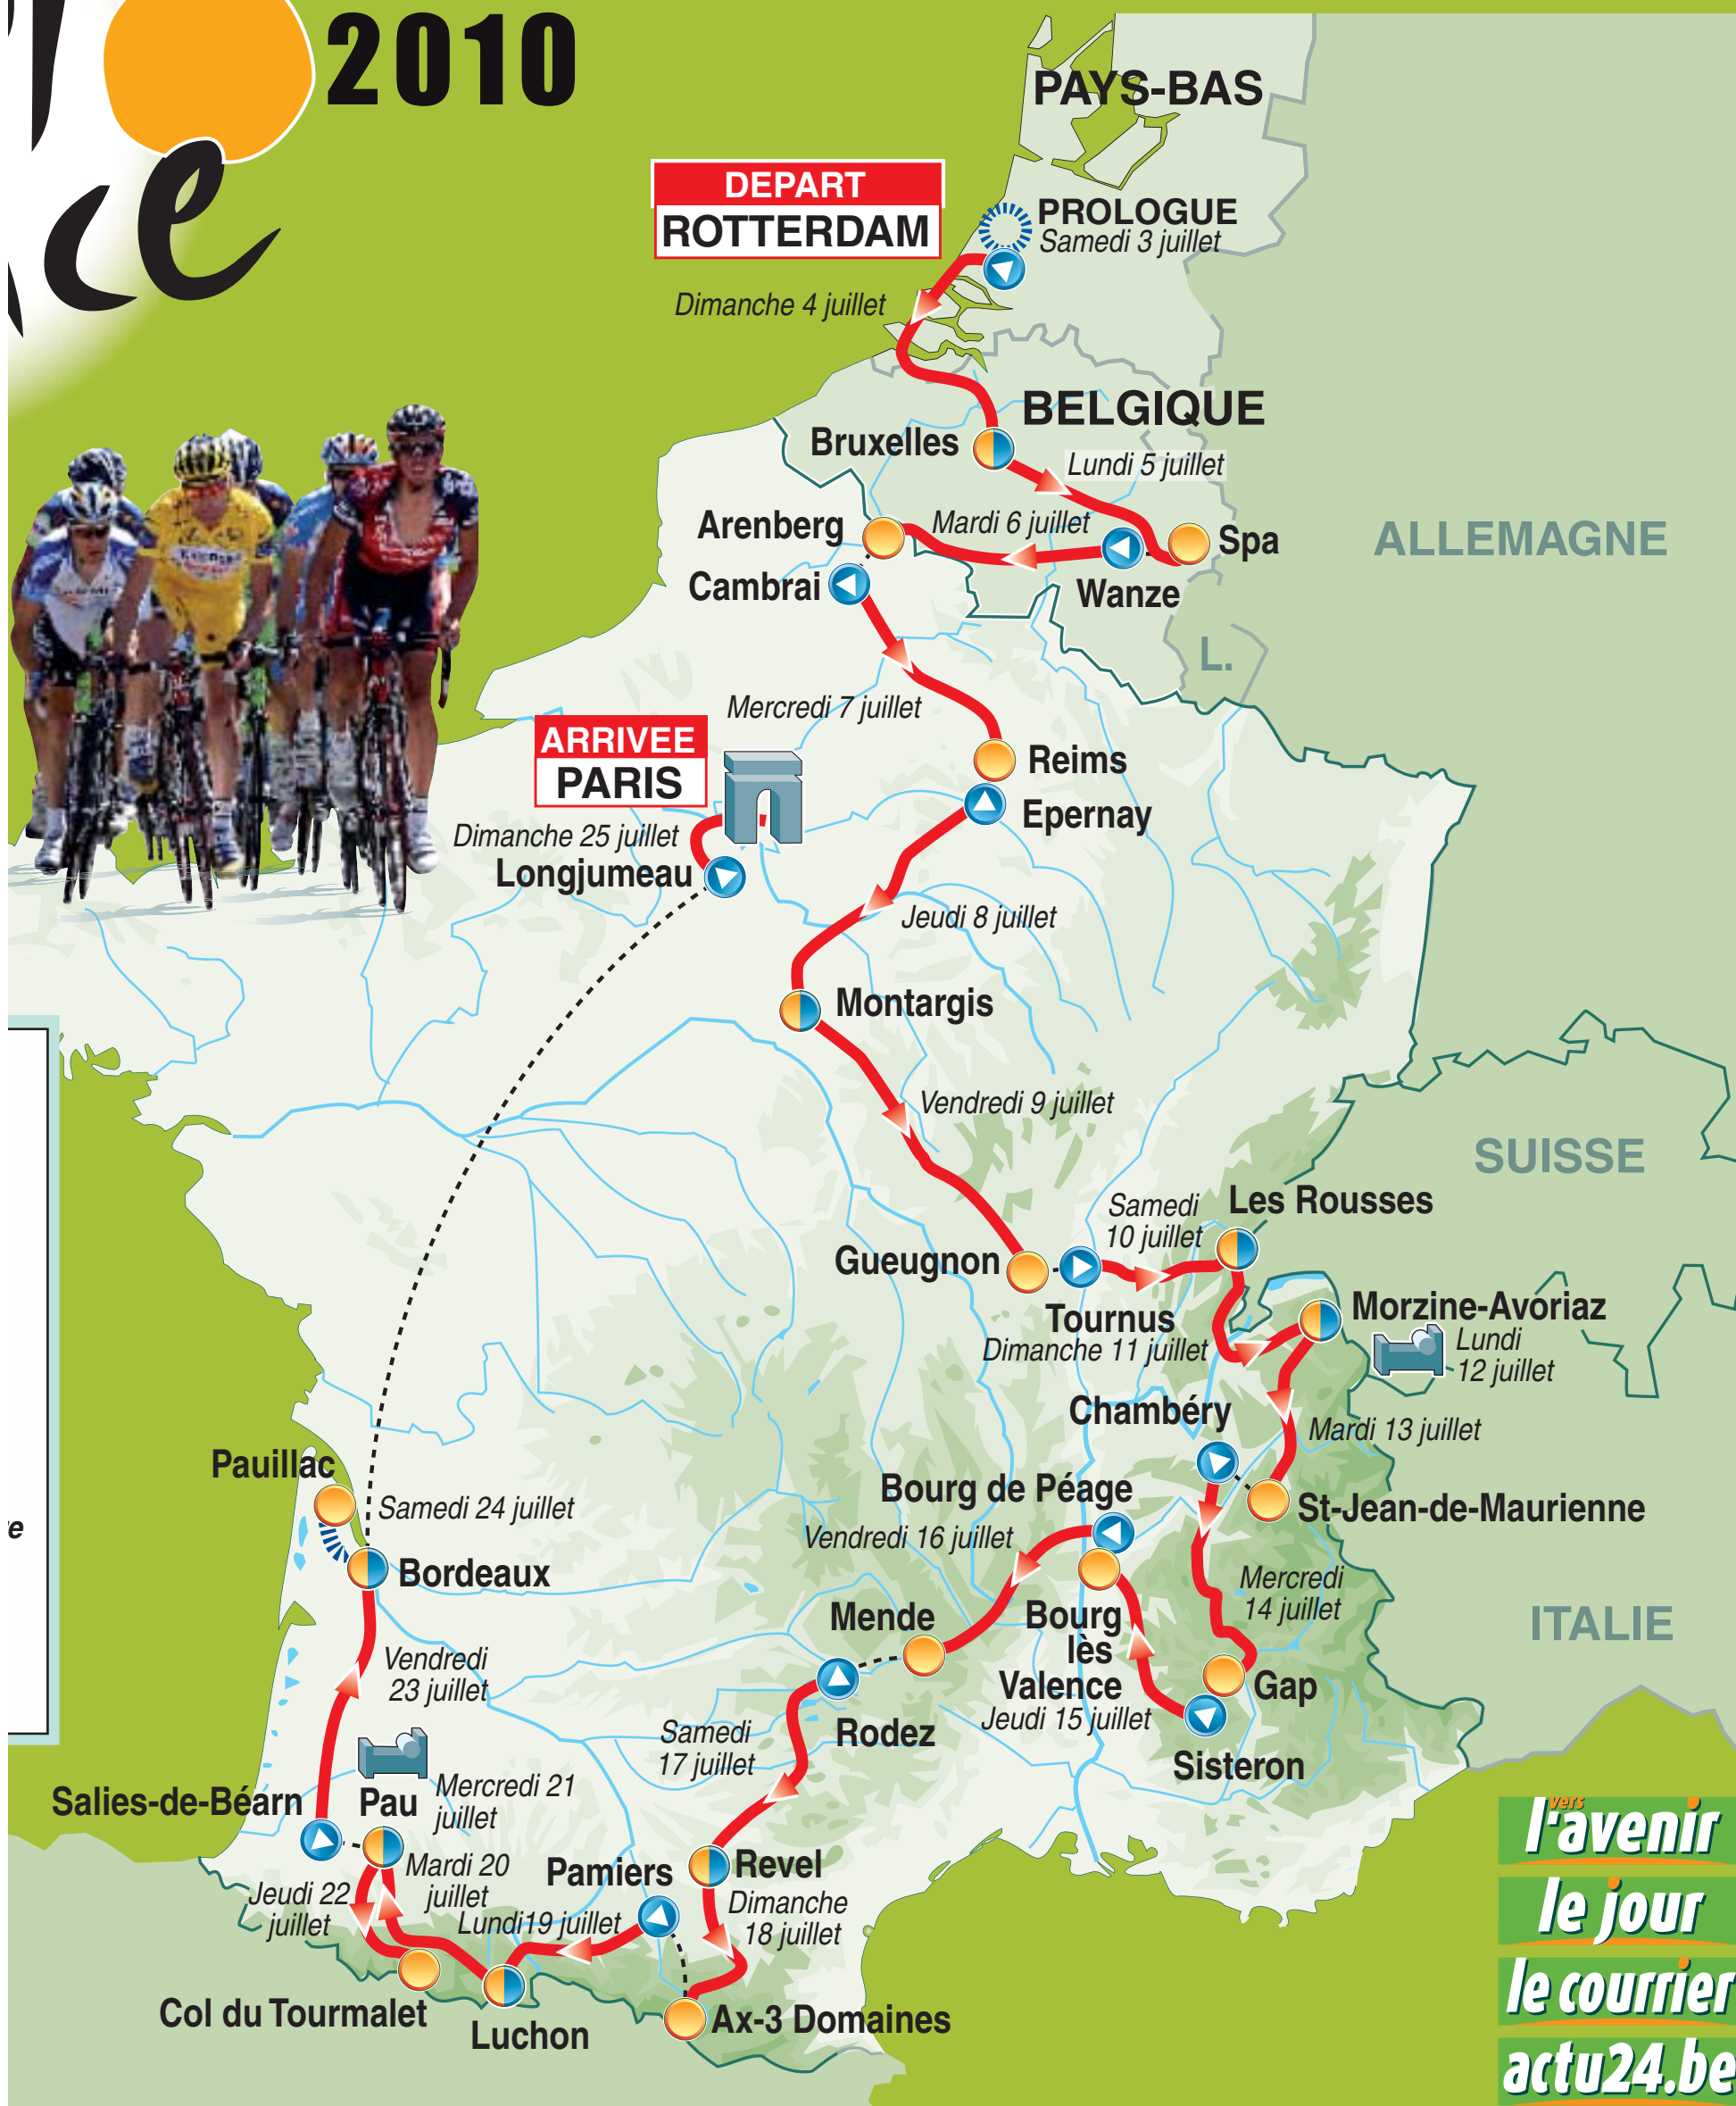 2010
PAYS-BAS
DEPART
ROTTERDAM
PROLOGUE
Samedi 3 juillet
Dimanche 4 juillet
BELGIQUE
Bruxelles
Lundi 5 juillet
Arenberg
Mardi 6 juillet
Spa
ALLEMAGNE
Cambrai
Wanze
L.
Mercredi 7 juillet
ARRIVEE
PARIS
Reims
Epernay
Dimanche 25 juillet
Longjumeau
Jeudi 8 juillet
Montargis
Vendredi 9 juillet
SUISSE
Samedi
10 juillet
Les Rousses
Gueugnon
Tournus
Dimanche 11 juillet
Morzine-Avoriaz
Lundi
12 juillet
Chambéry
Mardi 13 juillet
Pauillac
Samedi 24 juillet
Bourg de Péage
Vendredi 16 juillet
St-Jean-de-Maurienne
Bordeaux
Mercredi
14 juillet
Mende
Bourg
lès
Valence
Jeudi 15 juillet
ITALIE
Gap
Vendredi
23 juillet
Rodez
Samedi
17 juillet
Sisteron
Salies-de-Béarn
Pau
Mercredi 21
juillet
Mardi 20
juillet
Pamiers
Revel
Dimanche
18 juillet
Jeudi 22
juillet
Lundi19 juillet
Col du Tourmalet
Luchon
Ax-3 Domaines
vers
l'avenir
le jour
le courrier
actu24.be